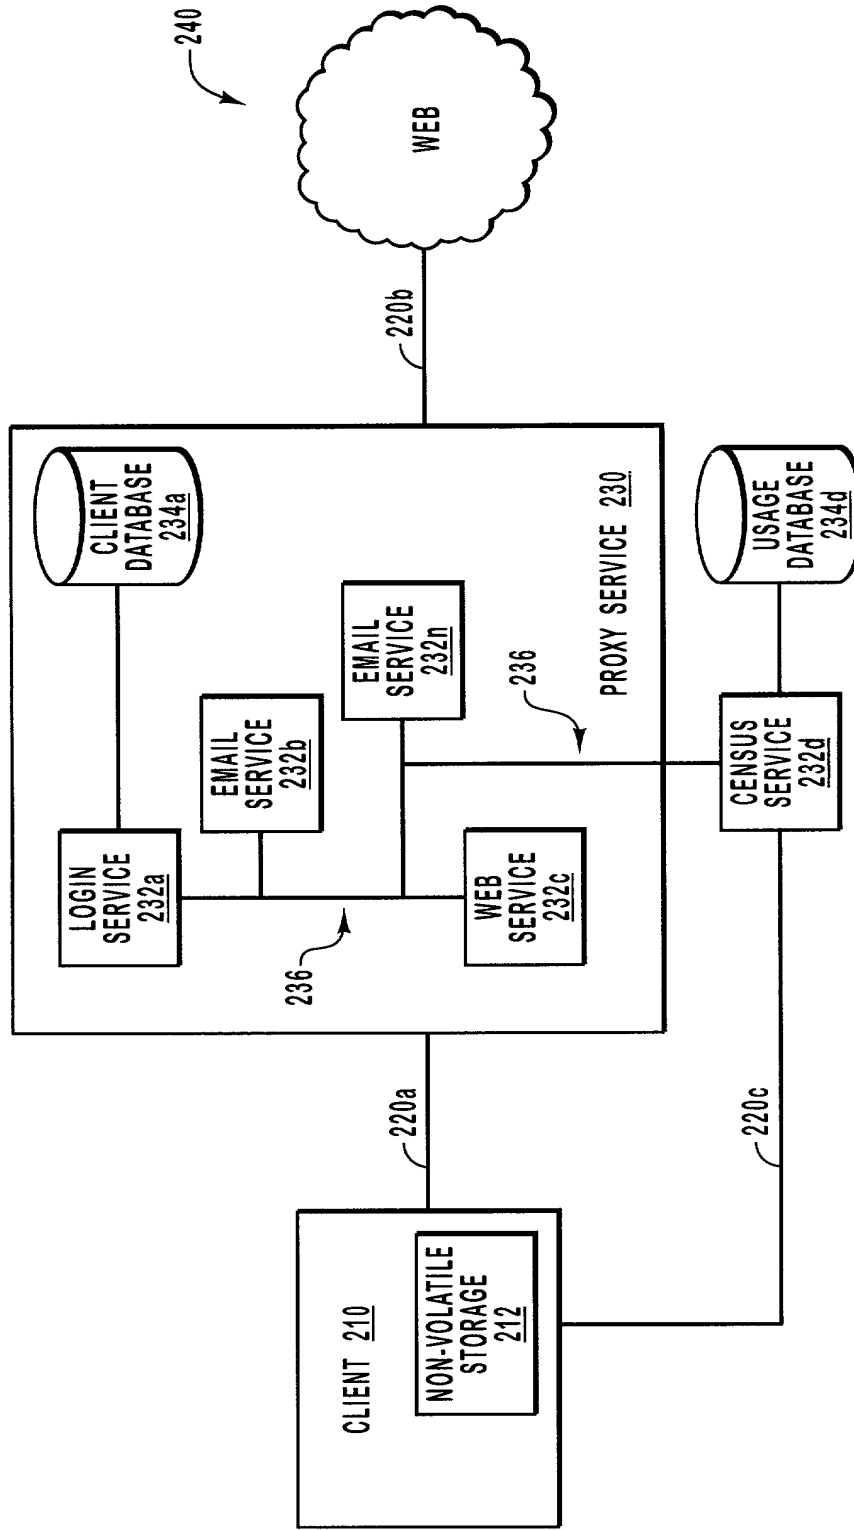 240
WEB
220b
CLIENT
DATABASE
234a
LOGIN
SERVICE
232a
EMAIL
SERVICE
232b
EMAIL
SERVICE
232n
WEB
SERVICE
232c
236
236
PROXY SERVICE 230
USAGE
DATABASE
234d
CENSUS
SERVICE
232d
220a
220c
CLIENT 210
NON-VOLATILE
STORAGE
212